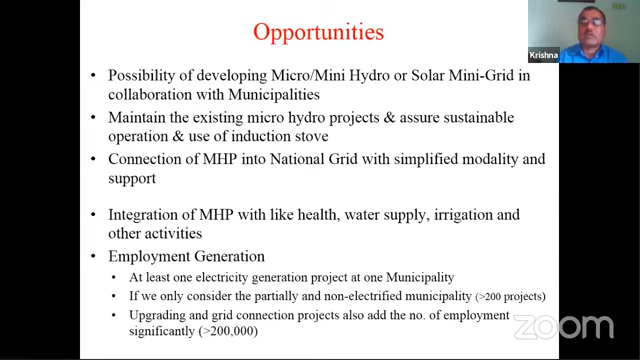 Opportunities
Krishna
• Possibility of developing Micro/Mini Hydro or Solar Mini-Grid in
collaboration with Municipalities
• Maintain the existing micro hydro projects & assure sustainable
operation & use of induction stove
• Connection of MHP into National Grid with simplified modality and
support
• Integration of MHP with like health, water supply, irrigation and
other activities
• Employment Generation
• At least one electricity generation project at one Municipality
• If we only consider the partially and non-electrified municipality (>200 projects)
• Upgrading and grid connection projects also add the no. of employment
significantly (>200,000)
zoom